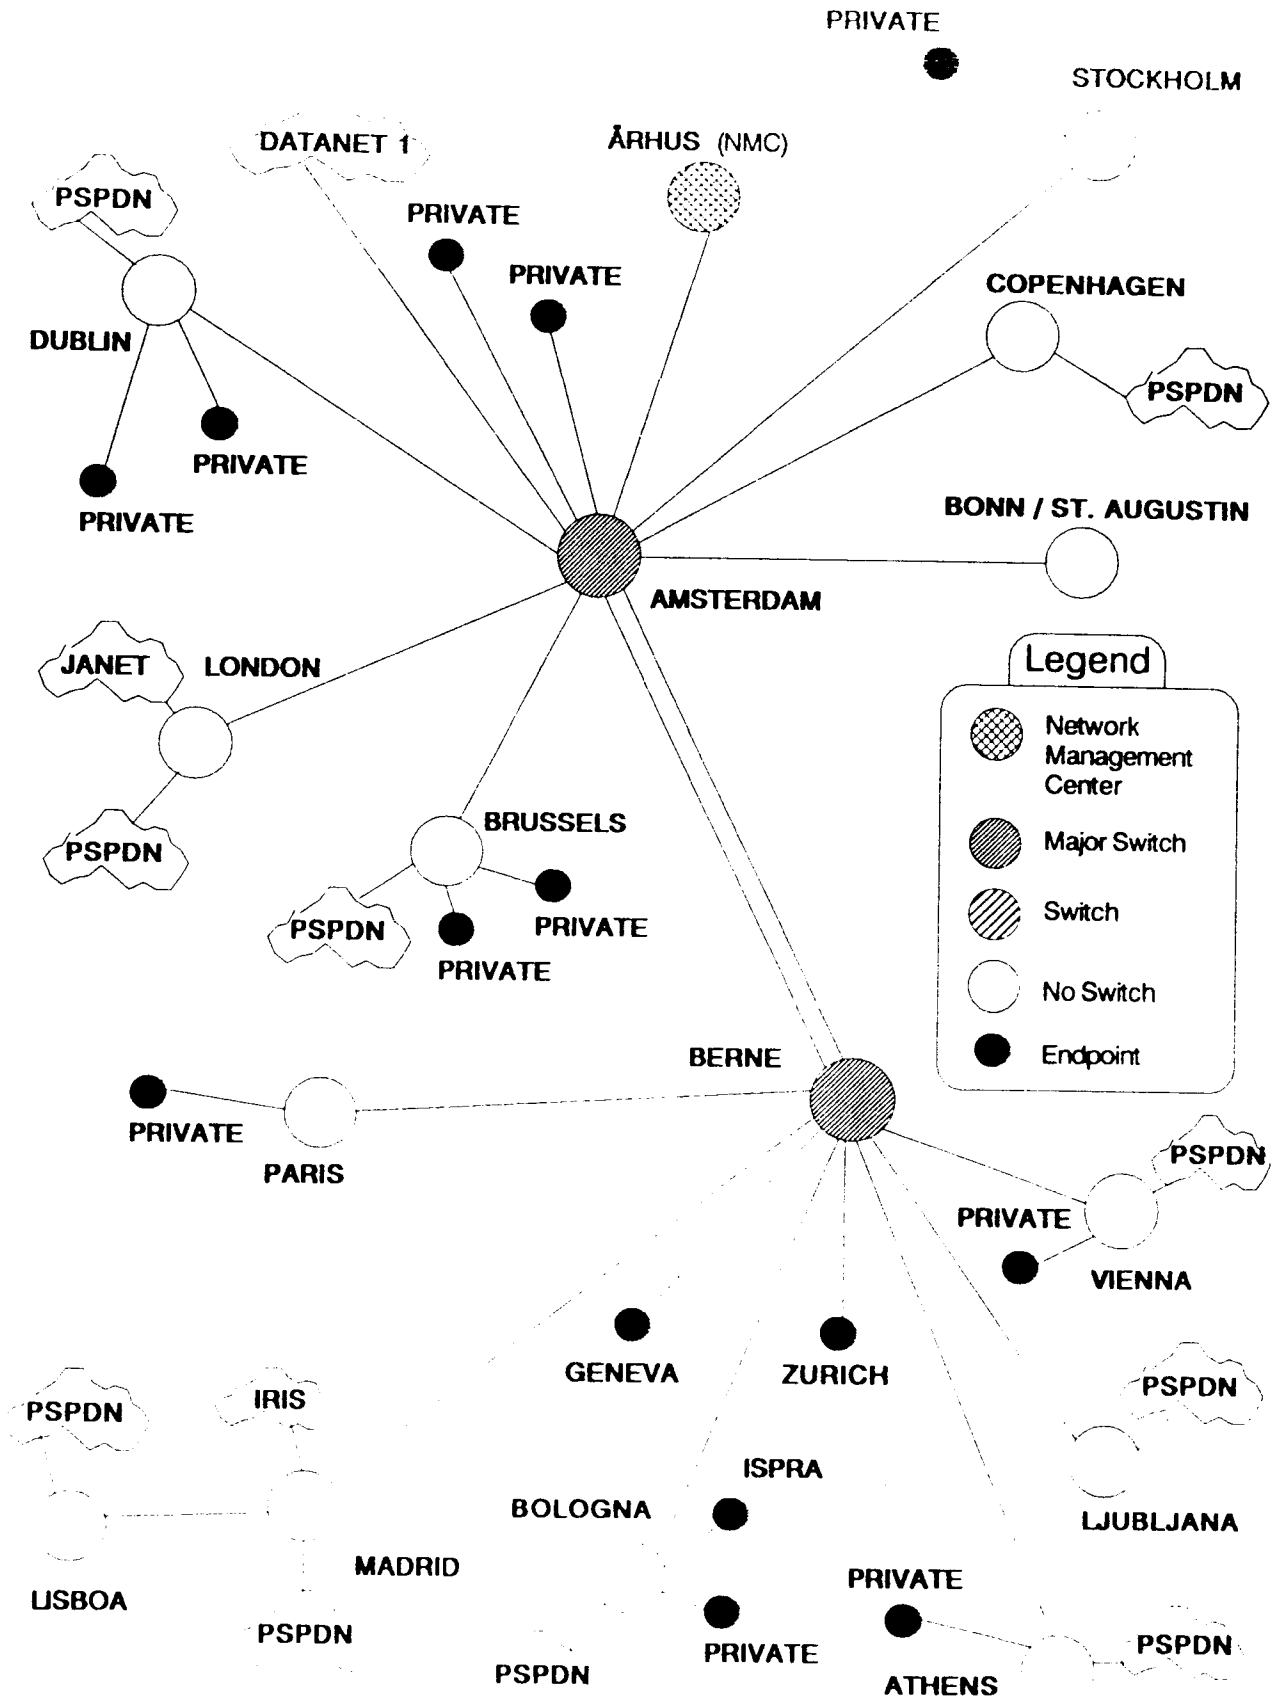 PRIVATE
STOCKHOLM
DATANET 1
ÅRHUS (NMC)
PSPDN
PRIVATE
PRIVATE
COPENHAGEN
DUBLIN
PSPDN
PRIVATE
PRIVATE
BONN / ST. AUGUSTIN
AMSTERDAM
JANET
LONDON
Legend
Network
Management
Center
Major Switch
Switch
No Switch
Endpoint
BRUSSELS
PSPDN
PSPDN
PRIVATE
PRIVATE
BERNE
PRIVATE
PARIS
PSPDN
PRIVATE
VIENNA
GENEVA
ZURICH
PSPDN
IRIS
PSPDN
ISPRA
BOLOGNA
LJUBLJANA
MADRID
LISBOA
PRIVATE
PSPDN
PRIVATE
PSPDN
PSPDN
ATHENS